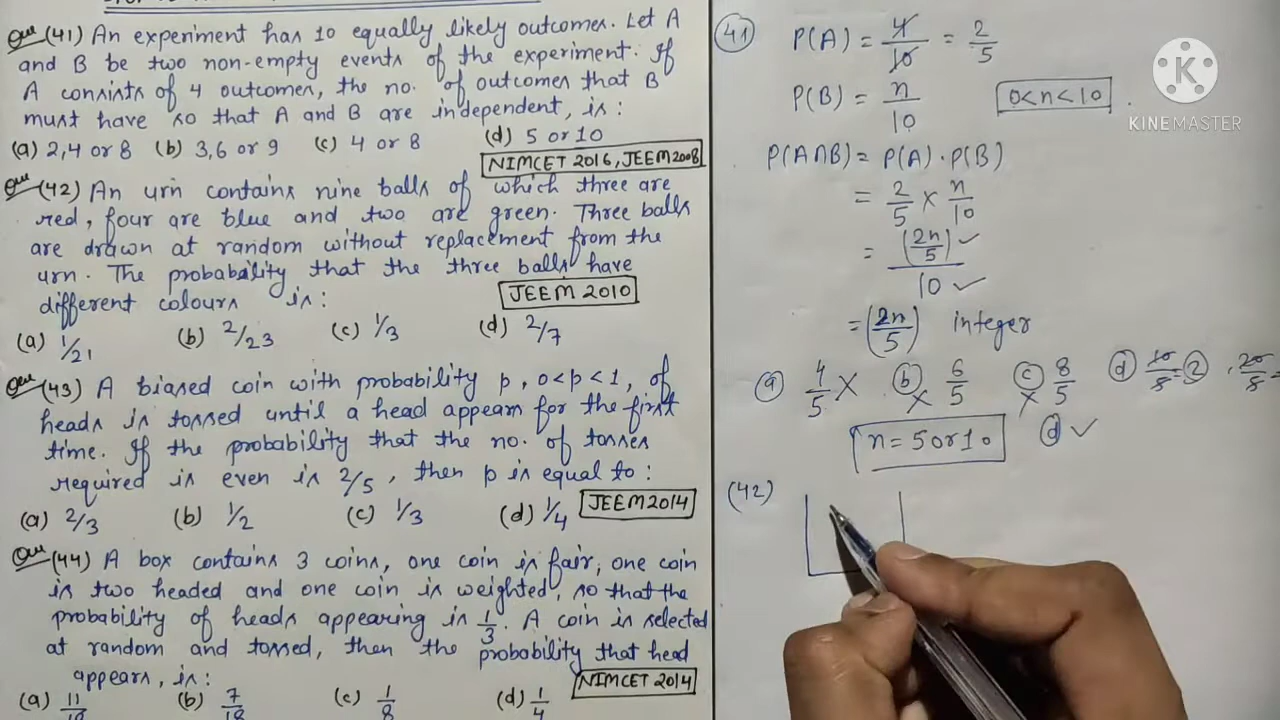 Que (41) An experiment has 10 equally likely outcomes. Let A
and B be two non-empty events of the experiment. If
A consists of 4 outcomes, the no. of outcomes that B
must have so that A and B are independent, is:
(a) 2,4 or 8 (b) 3,6 or 9 (c) 4 or 8 (d) 5 or 10
NIMCET 2016, JEEM 2008
Que (42) An urn contains nine balls of which three are
red, four are blue and two are green. Three balls
are drawn at random without replacement from the
urn. The probability that the three balls have
different colours is:
JEEM 2010
(a) 1/21 (b) 2/23 (c) 1/3 (d) 2/7
Que (43) A biased coin with probability p, 0<p<1, of
heads is tossed until a head appears for the first
time. If the probability that the no. of tosses
required is even is 2/5, then p is equal to:
(a) 2/3 (b) 1/2 (c) 1/3 (d) 1/4
JEEM 2014
Que (44) A box contains 3 coins, one coin is fair, one coin
is two headed and one coin is weighted, so that the
probability of heads appearing is 1/3. A coin is selected
at random and tossed, then the probability that head
appears, is:
NIMCET 2014
(a) 11/18 (b) 7/18 (c) 1/8 (d) 1/4
41 P(A) = 4/10 = 2/5
P(B) = n/10 0<n<10
P(A∩B) = P(A) . P(B)
= 2/5 × n/10
= (2n/5)/10
= (2n/5) integer
(a) 4/5 × (b) 6/5 × (c) 8/5 × (d) 10/5 = 2, 20/5 =
n = 5 or 10 (d) ✓
(42)
K
KINEMASTER